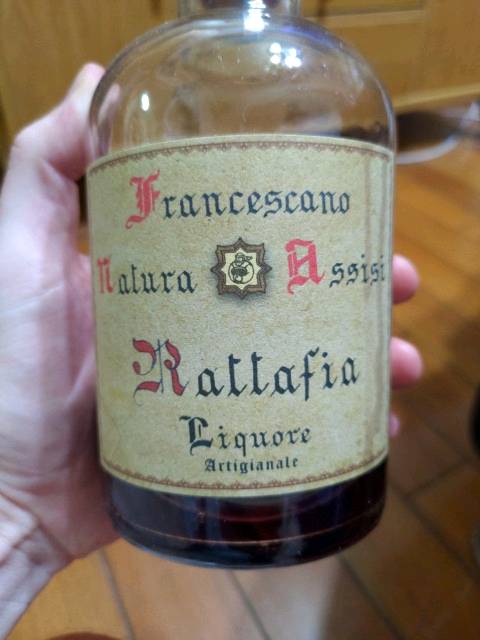 Francescano
Natura Assisi
Rattafia
Liquore
Artigianale